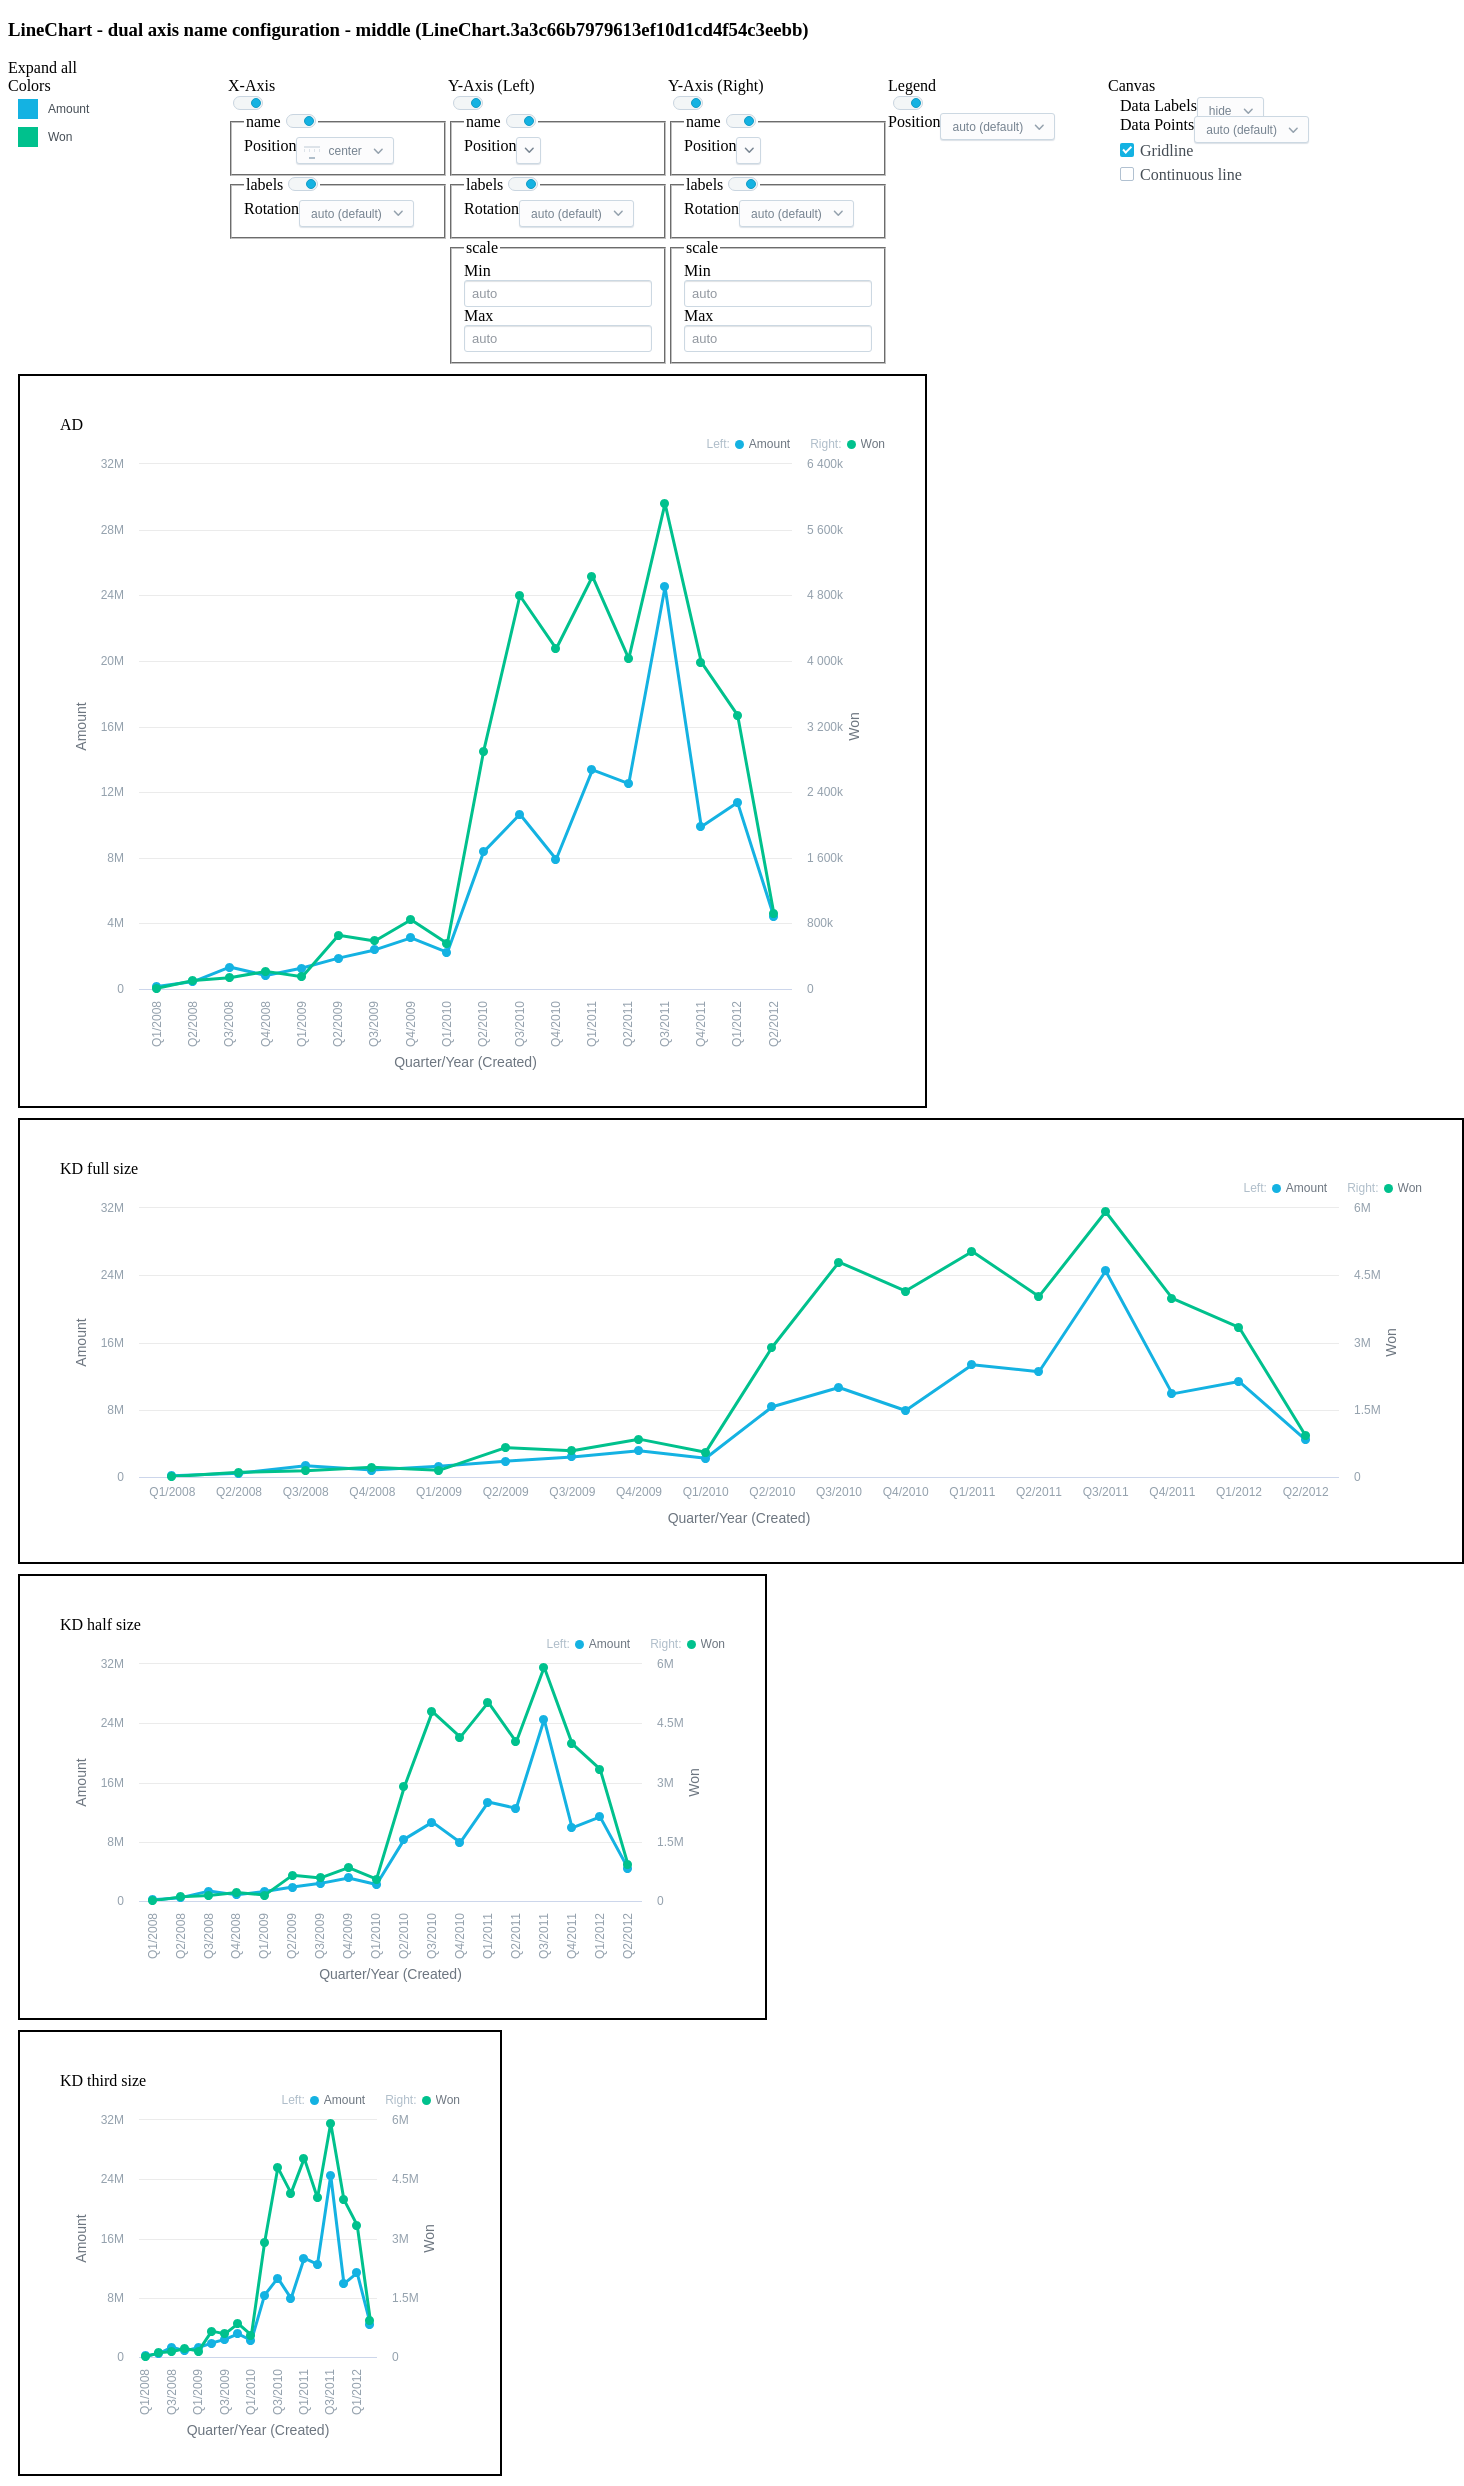 LineChart - dual axis name configuration - middle (LineChart.3a3c66b7979613ef10d1cd4f54c3eebb)
Expand all
Colors
Amount
Won
X-Axis
name
Position center
labels
Rotation auto (default)
Y-Axis (Left)
name
Position
labels
Rotation auto (default)
scale
Min
auto
Max
auto
Y-Axis (Right)
name
Position
labels
Rotation auto (default)
scale
Min
auto
Max
auto
Legend
Position auto (default)
Canvas
Data Labels hide
Data Points auto (default)
Gridline
Continuous line
AD
Left: Amount Right: Won
32M 6 400k
28M 5 600k
24M 4 800k
20M 4 000k
16M 3 200k
12M 2 400k
8M 1 600k
4M 800k
0 0
Amount
Won
Q1/2008 Q2/2008 Q3/2008 Q4/2008 Q1/2009 Q2/2009 Q3/2009 Q4/2009 Q1/2010 Q2/2010 Q3/2010 Q4/2010 Q1/2011 Q2/2011 Q3/2011 Q4/2011 Q1/2012 Q2/2012
Quarter/Year (Created)
KD full size
Left: Amount Right: Won
32M 6M
24M 4.5M
16M 3M
8M 1.5M
0 0
Amount
Won
Q1/2008 Q2/2008 Q3/2008 Q4/2008 Q1/2009 Q2/2009 Q3/2009 Q4/2009 Q1/2010 Q2/2010 Q3/2010 Q4/2010 Q1/2011 Q2/2011 Q3/2011 Q4/2011 Q1/2012 Q2/2012
Quarter/Year (Created)
KD half size
Left: Amount Right: Won
32M 6M
24M 4.5M
16M 3M
8M 1.5M
0 0
Amount
Won
Q1/2008 Q2/2008 Q3/2008 Q4/2008 Q1/2009 Q2/2009 Q3/2009 Q4/2009 Q1/2010 Q2/2010 Q3/2010 Q4/2010 Q1/2011 Q2/2011 Q3/2011 Q4/2011 Q1/2012 Q2/2012
Quarter/Year (Created)
KD third size
Left: Amount Right: Won
32M 6M
24M 4.5M
16M 3M
8M 1.5M
0 0
Amount
Won
Q1/2008 Q3/2008 Q1/2009 Q3/2009 Q1/2010 Q3/2010 Q1/2011 Q3/2011 Q1/2012
Quarter/Year (Created)